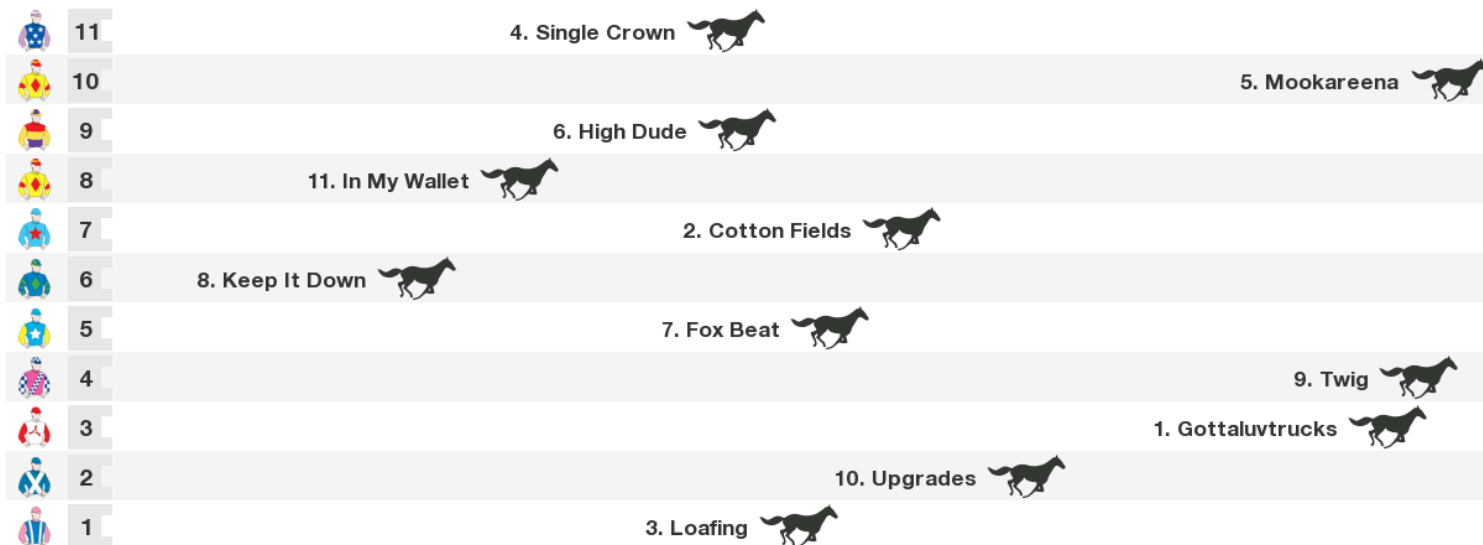 11 4. Single Crown
10 5. Mookareena
9 6. High Dude
8 11. In My Wallet
7 2. Cotton Fields
6 8. Keep It Down
5 7. Fox Beat
4 9. Twig
3 1. Gottaluvtrucks
2 10. Upgrades
1 3. Loafing